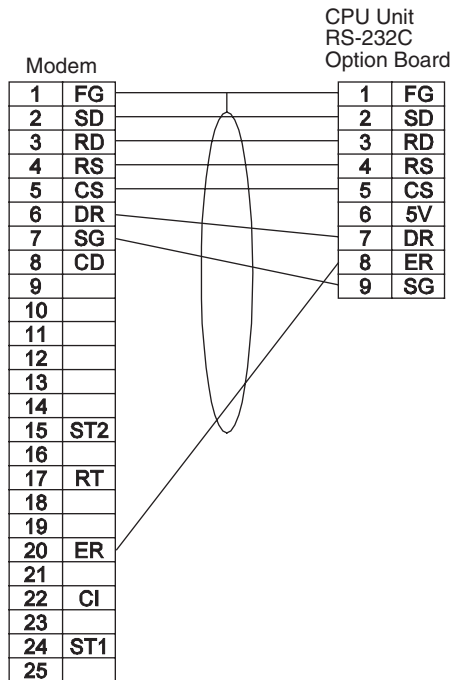 CPU Unit
RS-232C
Option Board
Modem
1 FG
2 SD
3 RD
4 RS
5 CS
6 DR
7 SG
8 CD
9
10
11
12
13
14
15 ST2
16
17 RT
18
19
20 ER
21
22 CI
23
24 ST1
25
1 FG
2 SD
3 RD
4 RS
5 CS
6 5V
7 DR
8 ER
9 SG